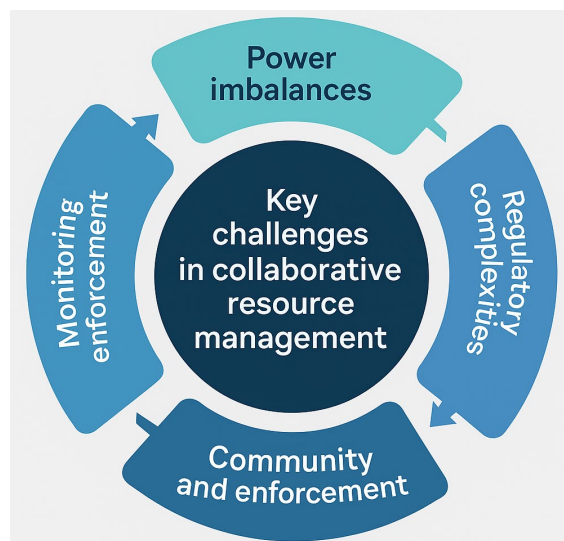 Power
imbalances
Key
challenges
in collaborative
resource
management
Regulatory
complexities
Community
and enforcement
Monitoring
enforcement